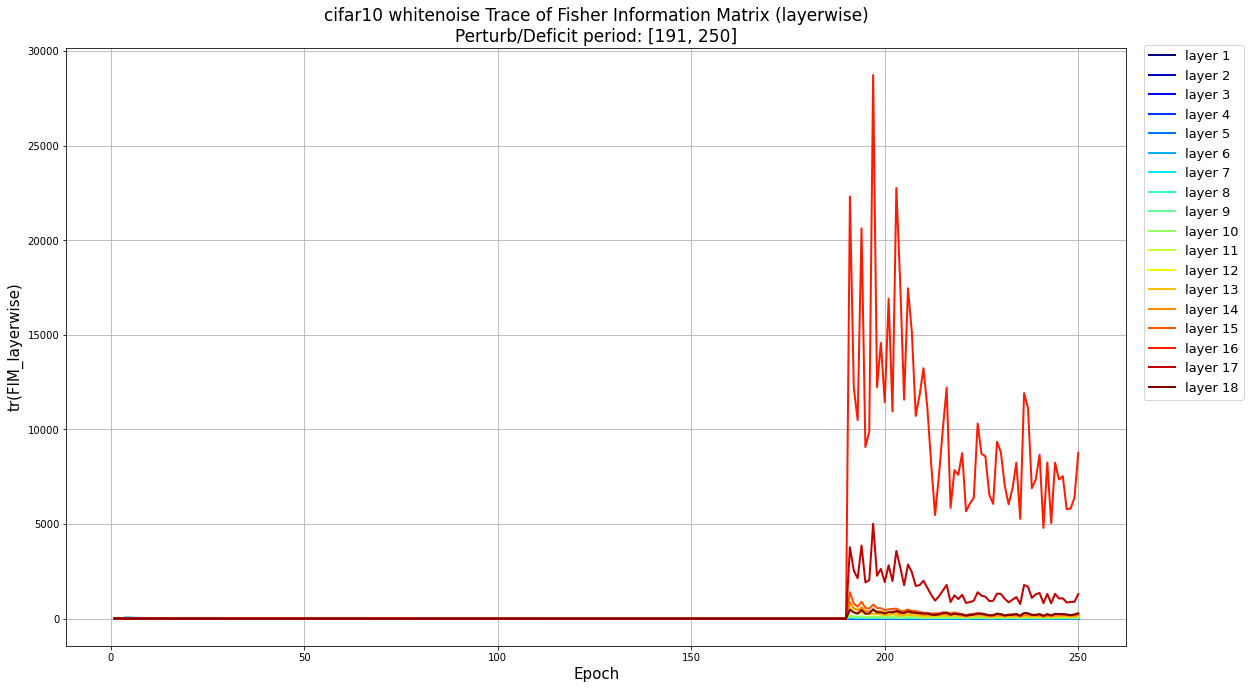 cifar10 whitenoise Trace of Fisher Information Matrix (layerwise)
Perturb/Deficit period: [191, 250]
30000
25000
20000
15000
10000
5000
0
tr(FIM_layerwise)
0
50
100
150
200
250
Epoch
layer 1
layer 2
layer 3
layer 4
layer 5
layer 6
layer 7
layer 8
layer 9
layer 10
layer 11
layer 12
layer 13
layer 14
layer 15
layer 16
layer 17
layer 18